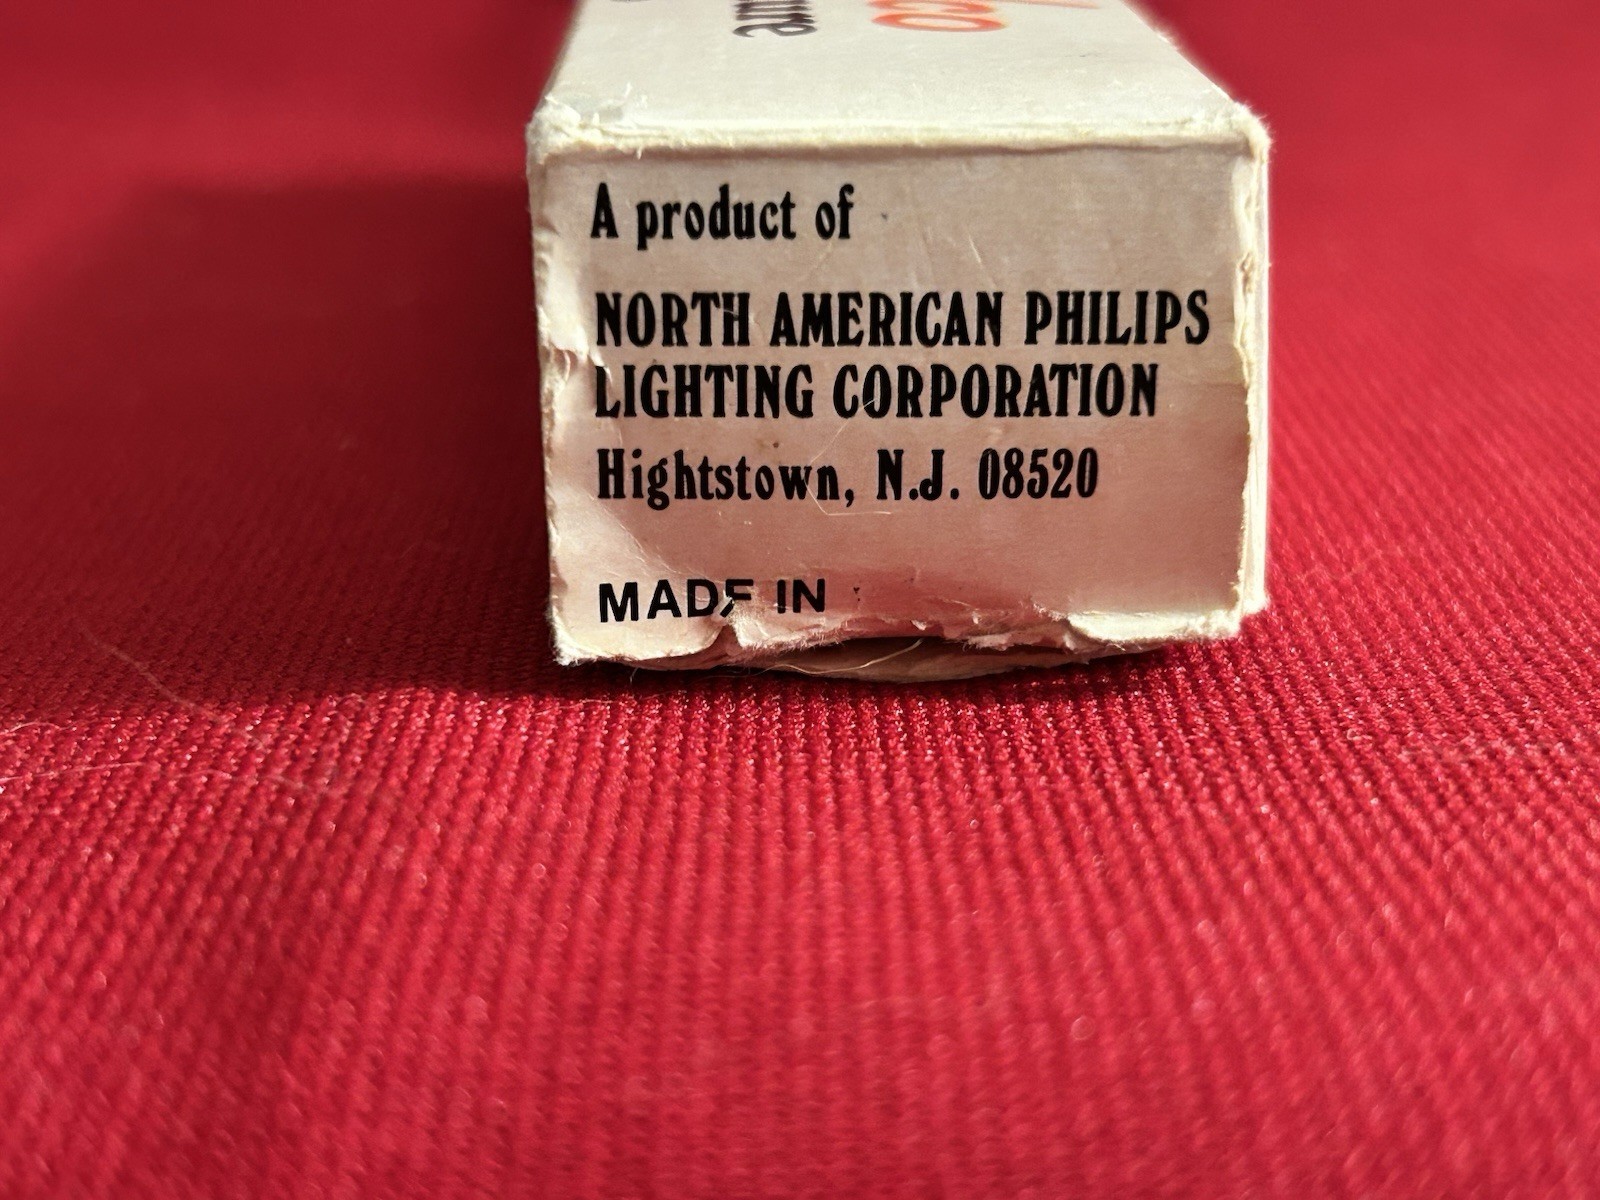 A product of
NORTH AMERICAN PHILIPS
LIGHTING CORPORATION
Hightstown, N.J. 08520
MADE IN